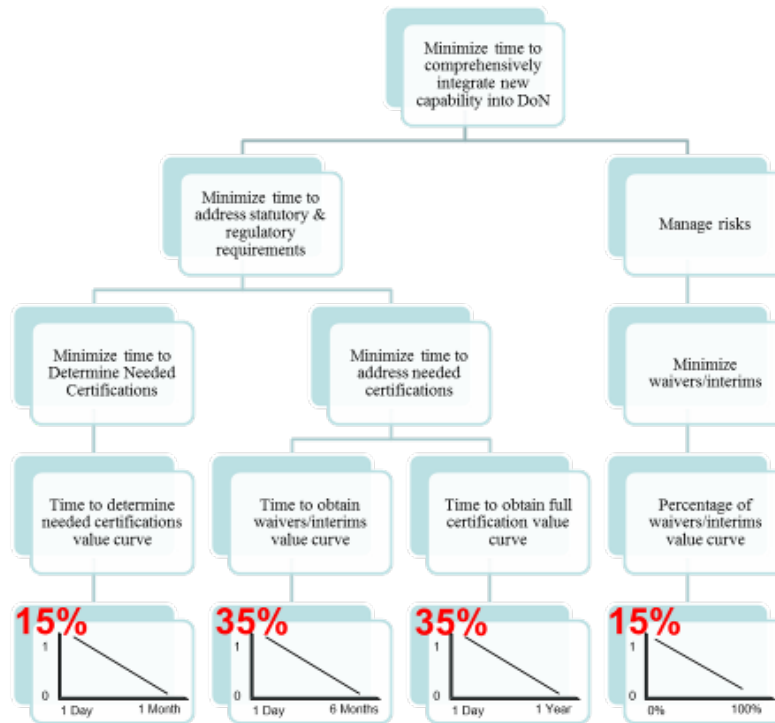 Minimize time to
comprehensively
integrate new
capability into DoN
Minimize time to
address statutory &
regulatory
requirements
Manage risks
Minimize time to
Determine Needed
Certifications
Minimize time to
address needed
certifications
Minimize
waivers/interims
Time to determine
needed certifications
value curve
Time to obtain
waivers/interims value
curve
Time to obtain full
certification value
curve
Percentage of
waivers/interims
value curve
15%
1
0
1 Day 1 Month
35%
1
0
1 Day 6 Months
35%
1
0
1 Day 1 Year
15%
1
0
0% 100%